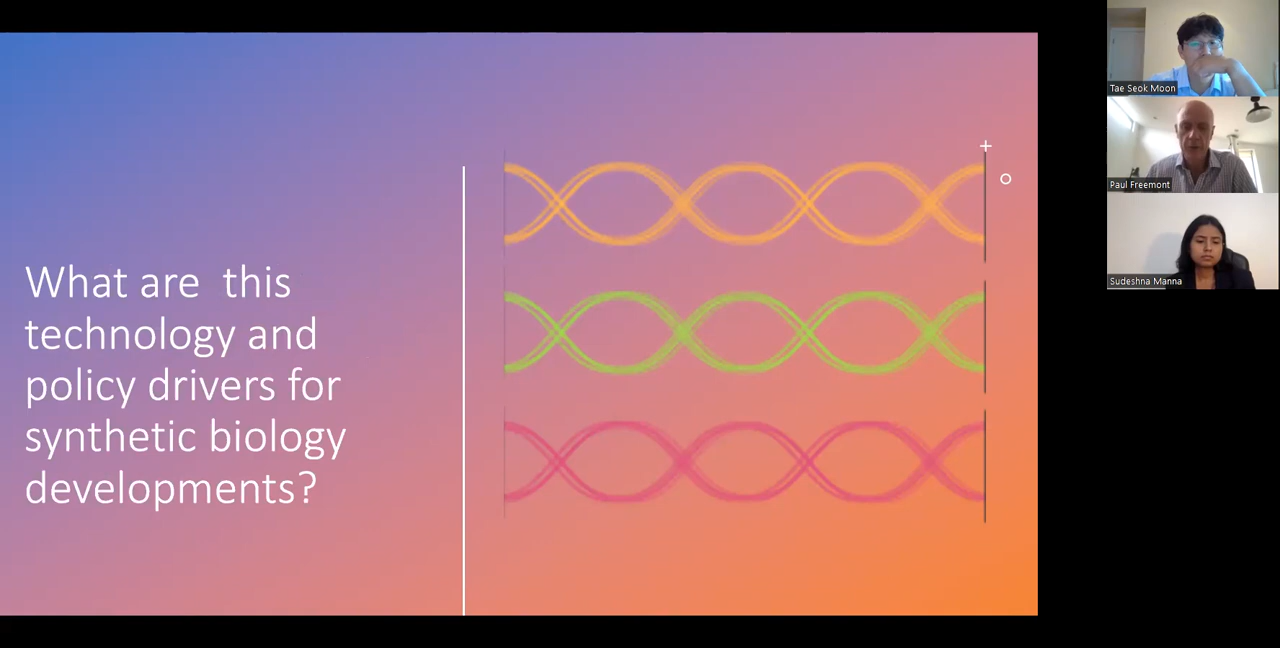 What are  this
technology and
policy drivers for
synthetic biology
developments?
Tae Seok Moon
Paul Freemont
Sudeshna Manna